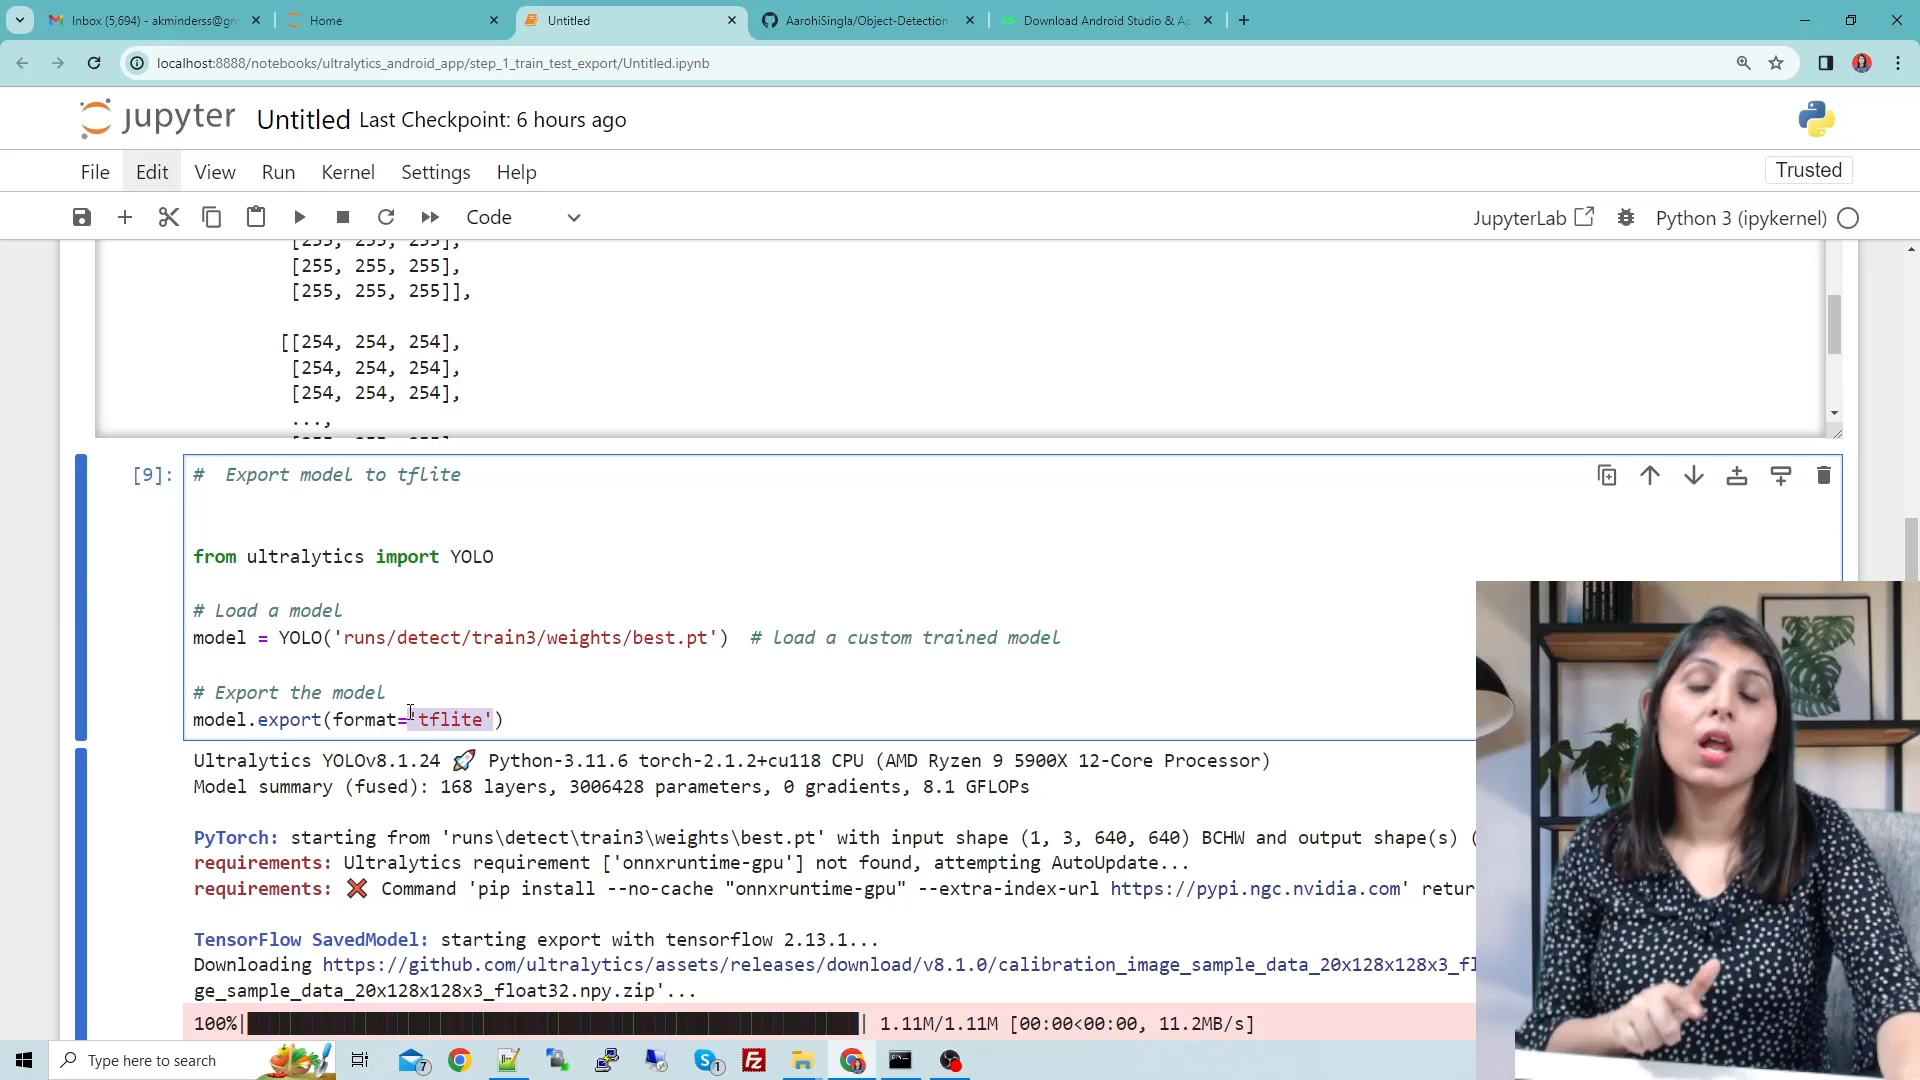 Inbox (5,694) - akminderss@gm
Home
Untitled
AarohiSingla/Object-Detection-
Download Android Studio & Ap
localhost:8888/notebooks/ultralytics_android_app/step_1_train_test_export/Untitled.ipynb
jupyter Untitled Last Checkpoint: 6 hours ago
File Edit View Run Kernel Settings Help Trusted
Code JupyterLab Python 3 (ipykernel)
[255, 255, 255],
[255, 255, 255],
[255, 255, 255]],
[[254, 254, 254],
[254, 254, 254],
[254, 254, 254],
...,
[9]: # Export model to tflite
from ultralytics import YOLO
# Load a model
model = YOLO('runs/detect/train3/weights/best.pt') # load a custom trained model
# Export the model
model.export(format='tflite')
Ultralytics YOLOv8.1.24 🚀 Python-3.11.6 torch-2.1.2+cu118 CPU (AMD Ryzen 9 5900X 12-Core Processor)
Model summary (fused): 168 layers, 3006428 parameters, 0 gradients, 8.1 GFLOPs
PyTorch: starting from 'runs\detect\train3\weights\best.pt' with input shape (1, 3, 640, 640) BCHW and output shape(s) (
requirements: Ultralytics requirement ['onnxruntime-gpu'] not found, attempting AutoUpdate...
requirements: ❌ Command 'pip install --no-cache "onnxruntime-gpu" --extra-index-url https://pypi.ngc.nvidia.com' retur
TensorFlow SavedModel: starting export with tensorflow 2.13.1...
Downloading https://github.com/ultralytics/assets/releases/download/v8.1.0/calibration_image_sample_data_20x128x128x3_fl
ge_sample_data_20x128x128x3_float32.npy.zip'...
100%| | 1.11M/1.11M [00:00<00:00, 11.2MB/s]
Type here to search
7
1